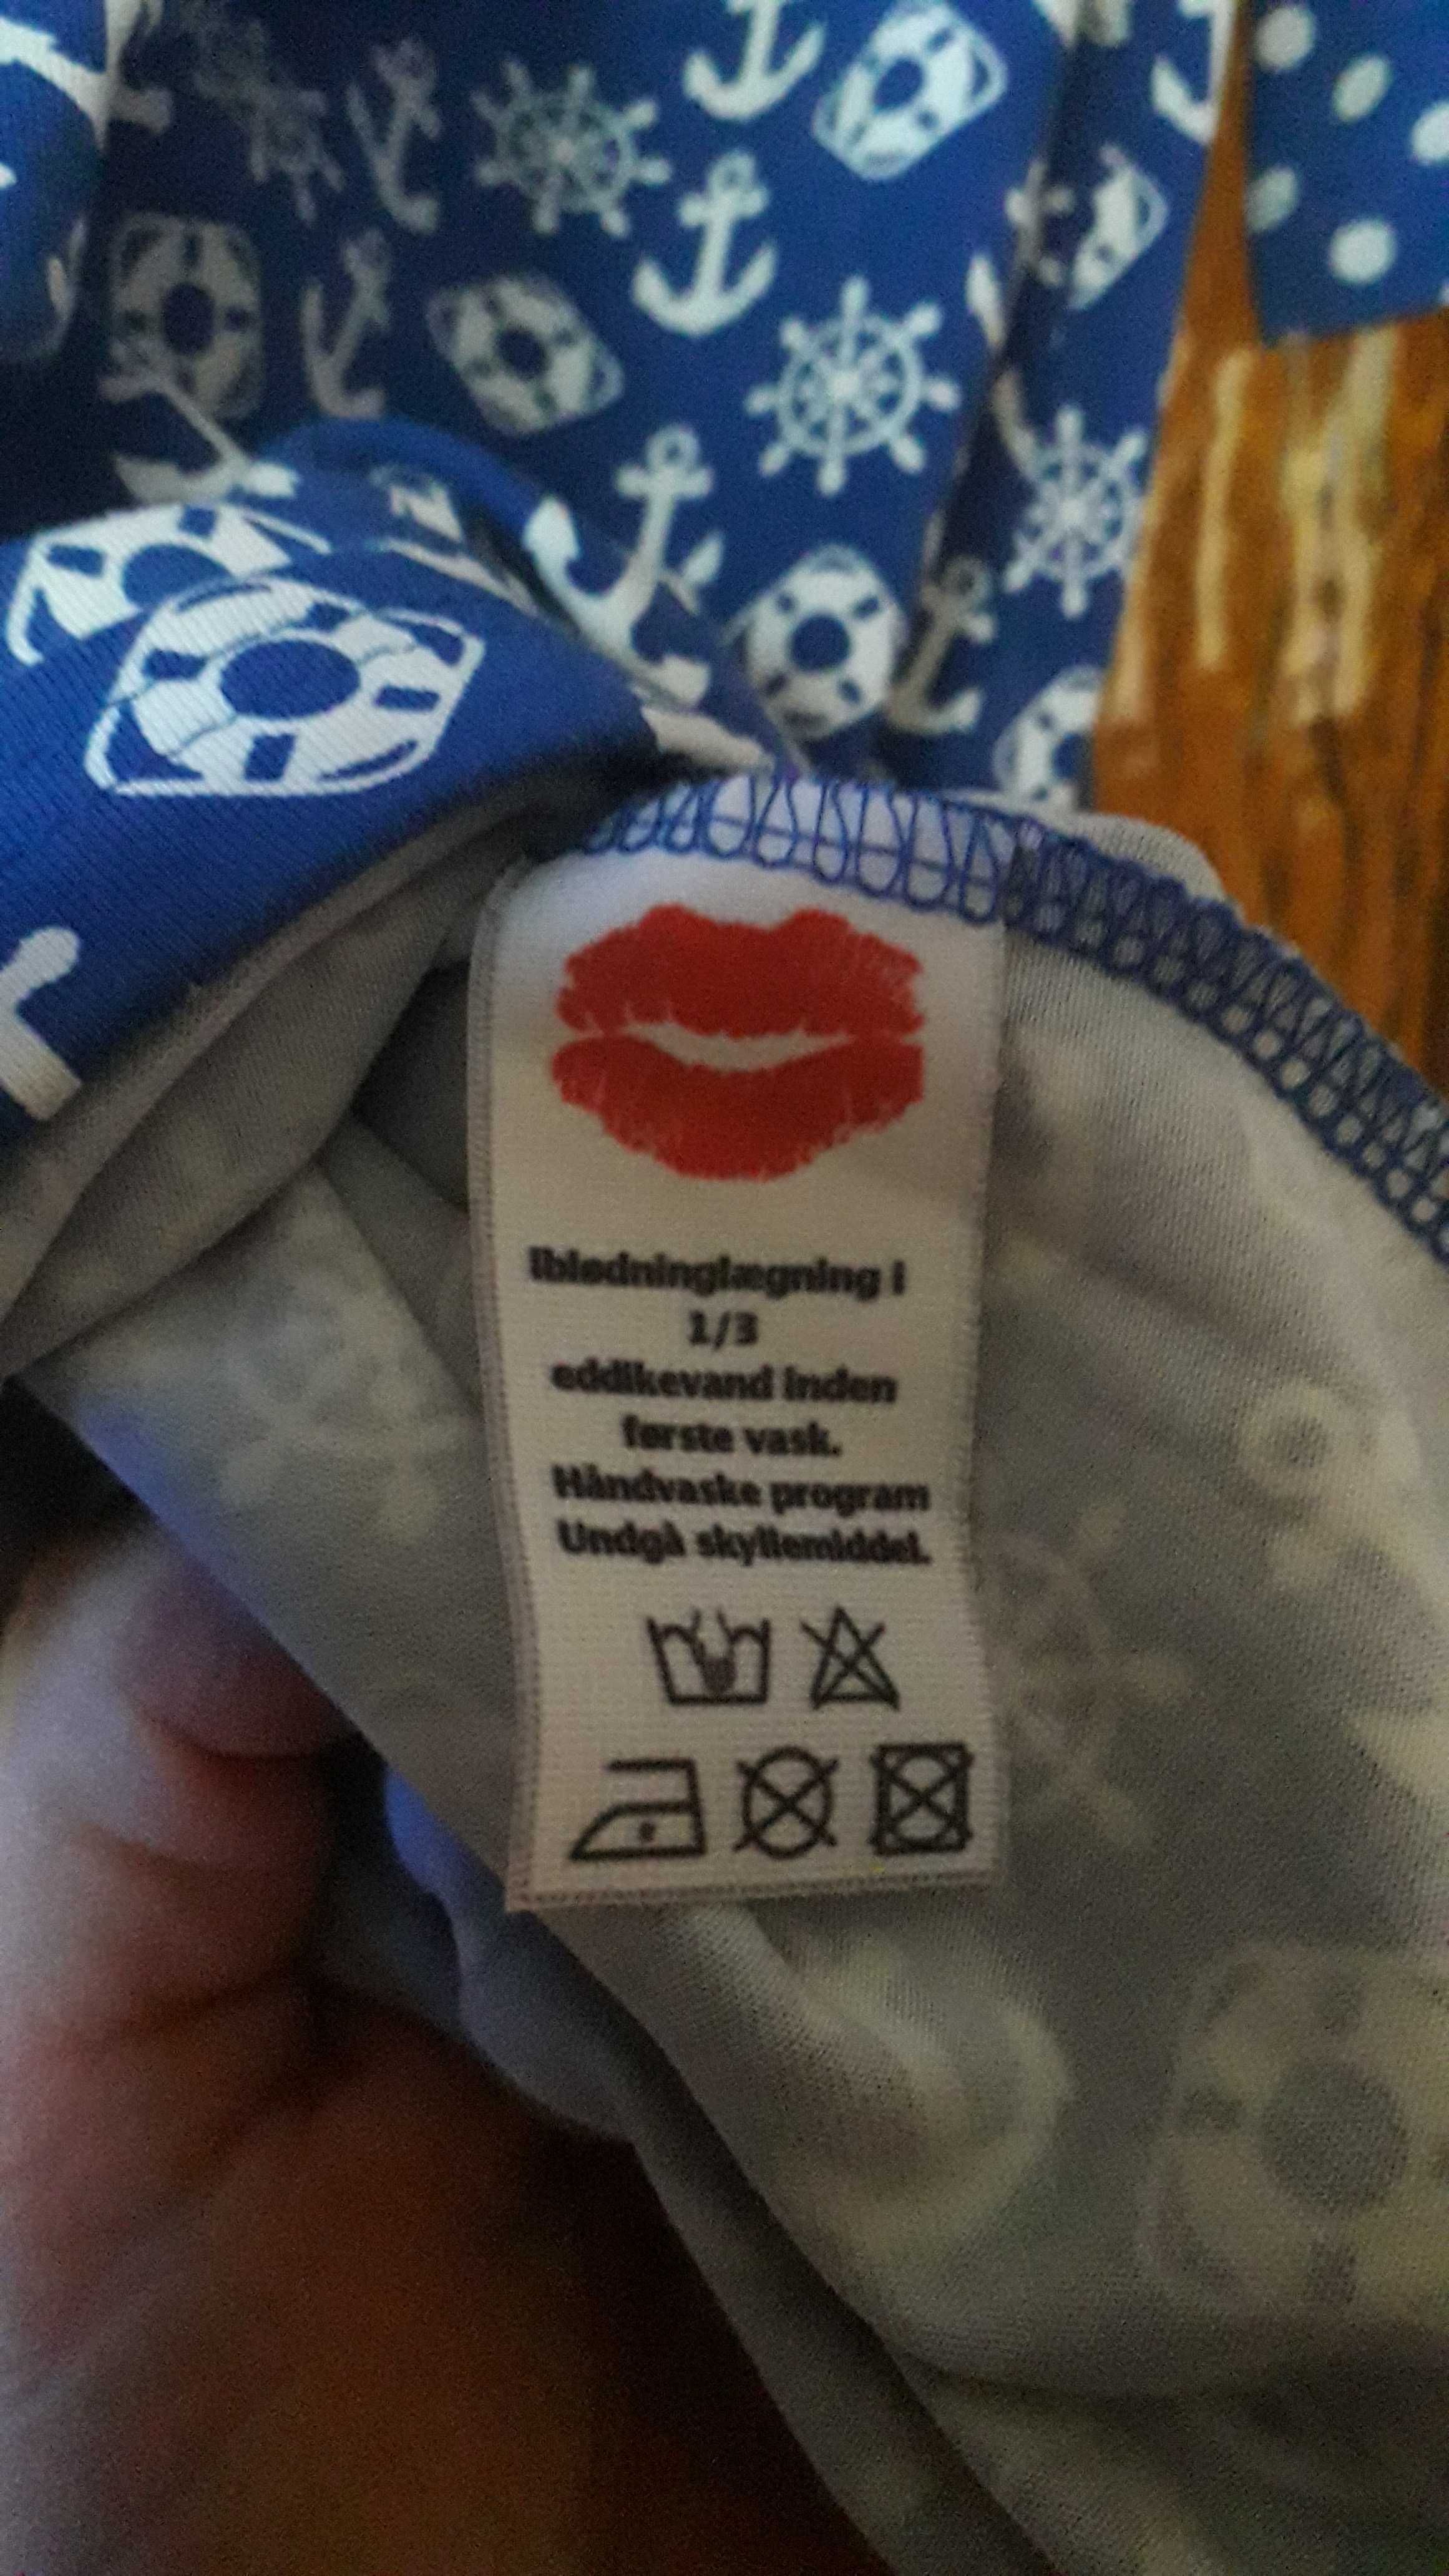 Iblødninglægning i
1/3
eddikevand inden
første vask.
Håndvaske program
Undgå skyllemiddel.